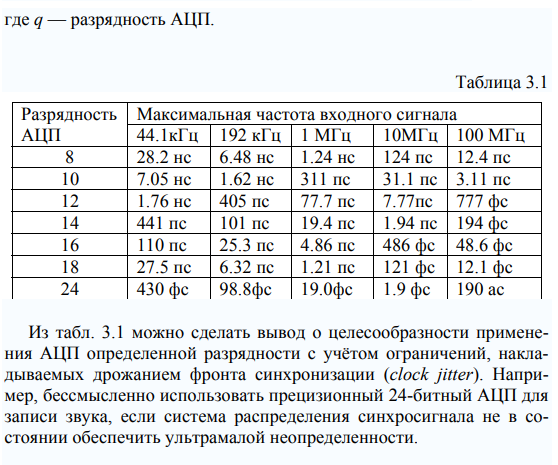 где q — разрядность АЦП.
Таблица 3.1
Разрядность АЦП Максимальная частота входного сигнала
44.1кГц 192 кГц 1 МГц 10МГц 100 МГц
8 28.2 нс 6.48 нс 1.24 нс 124 пс 12.4 пс
10 7.05 нс 1.62 нс 311 пс 31.1 пс 3.11 пс
12 1.76 нс 405 пс 77.7 пс 7.77пс 777 фс
14 441 пс 101 пс 19.4 пс 1.94 пс 194 фс
16 110 пс 25.3 пс 4.86 пс 486 фс 48.6 фс
18 27.5 пс 6.32 пс 1.21 пс 121 фс 12.1 фс
24 430 фс 98.8фс 19.0фс 1.9 фс 190 ас
Из табл. 3.1 можно сделать вывод о целесообразности примене-
ния АЦП определенной разрядности с учётом ограничений, накла-
дываемых дрожанием фронта синхронизации (clock jitter). Напри-
мер, бессмысленно использовать прецизионный 24-битный АЦП для
записи звука, если система распределения синхросигнала не в со-
стоянии обеспечить ультрамалой неопределенности.